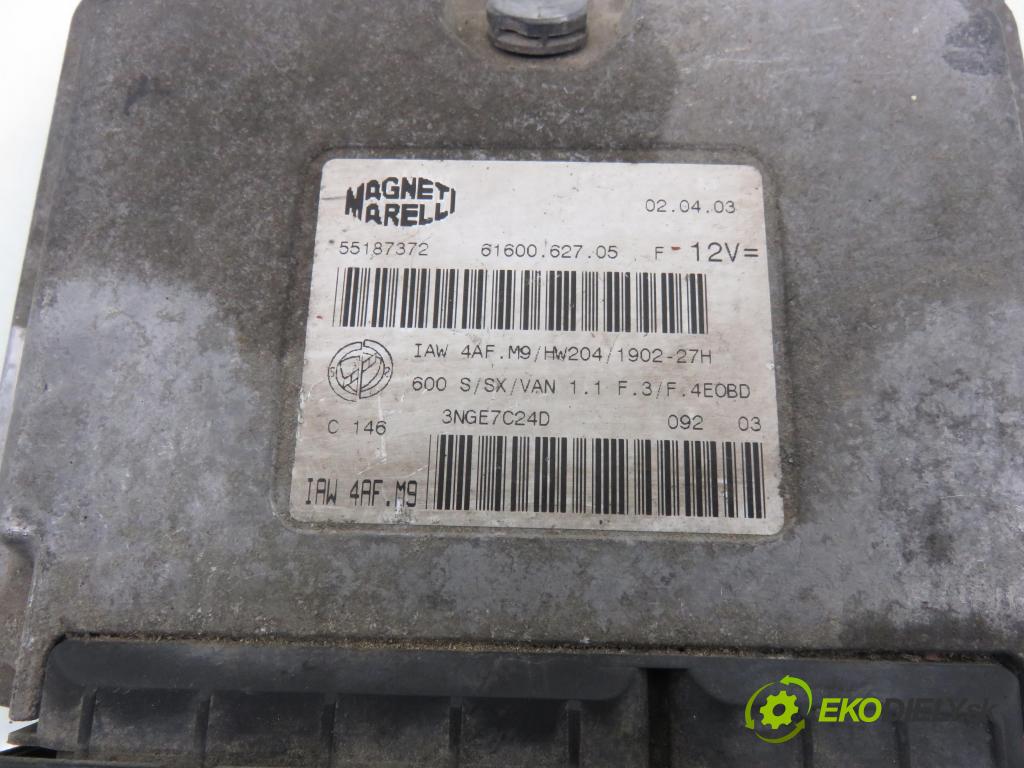 MAGNETI
MARELLI
02.04.03
55187372 61600.627.05 F - 12V=
IAW 4AF.M9/HW204/1902-27H
600 S/SX/VAN 1.1 F.3/F.4EOBD
C 146 3NGE7C24D 092 03
IAW 4AF.M9
EKODIELY.sk